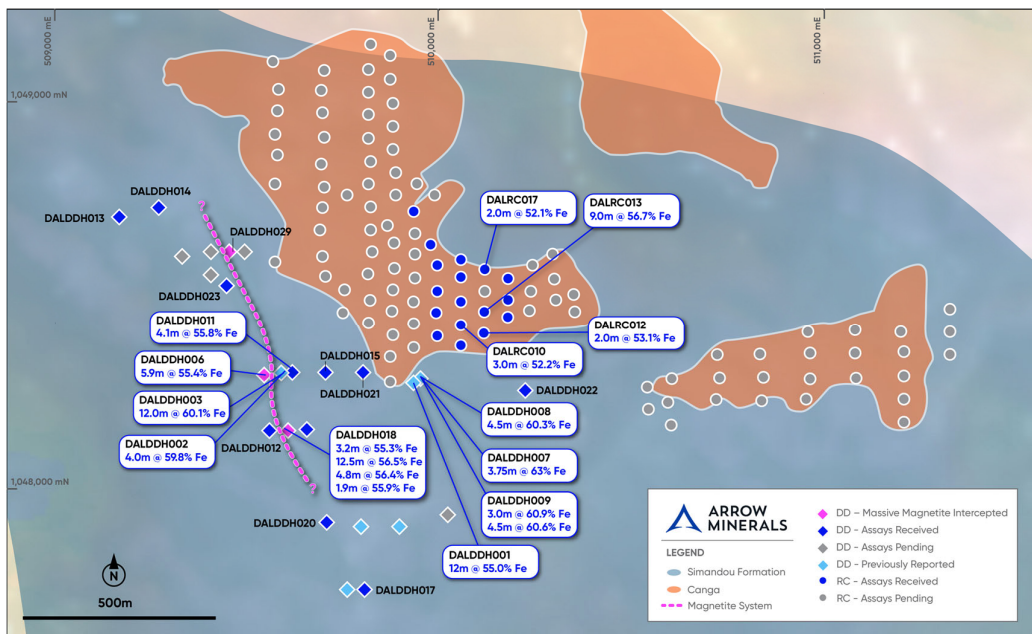 509,000 mE
510,000 mE
511,000 mE
1,049,000 mN
DALDDH014
DALDDH013
DALDDH029
DALDDH023
?
DALRC017
2.0m @ 52.1% Fe
DALRC013
9.0m @ 56.7% Fe
DALDDH011
4.1m @ 55.8% Fe
DALRC012
2.0m @ 53.1% Fe
DALRC010
3.0m @ 52.2% Fe
DALDDH006
5.9m @ 55.4% Fe
DALDDH015
DALDDH021
DALDDH022
DALDDH003
12.0m @ 60.1% Fe
DALDDH008
4.5m @ 60.3% Fe
DALDDH002
4.0m @ 59.8% Fe
DALDDH012
DALDDH018
3.2m @ 55.3% Fe
12.5m @ 56.5% Fe
4.8m @ 56.4% Fe
1.9m @ 55.9% Fe
DALDDH007
3.75m @ 63% Fe
?
1,048,000 mN
DALDDH009
3.0m @ 60.9% Fe
4.5m @ 60.6% Fe
DALDDH020
DALDDH001
12m @ 55.0% Fe
DALDDH017
N
500m
ARROW
MINERALS
LEGEND
Simandou Formation
Canga
Magnetite System
DD – Massive Magnetite Intercepted
DD - Assays Received
DD - Assays Pending
DD - Previously Reported
RC - Assays Received
RC - Assays Pending